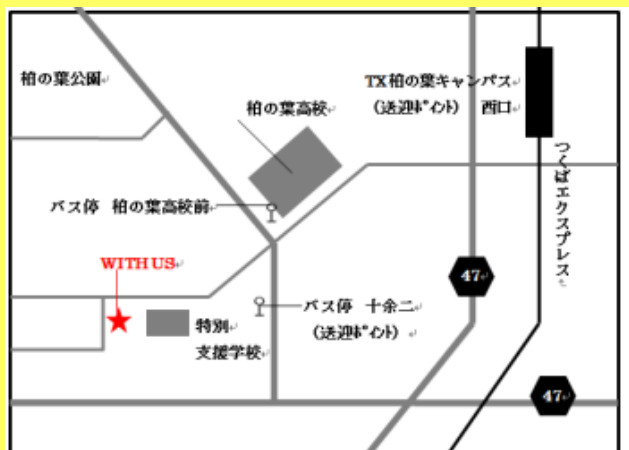 柏の葉公園
TX柏の葉キャンパス
(送迎ﾎﾟｲﾝﾄ) 西口
柏の葉高校
つくばエクスプレス
バス停 柏の葉高校前
WITH US
47
バス停 十余二
(送迎ﾎﾟｲﾝﾄ)
特別
支援学校
47